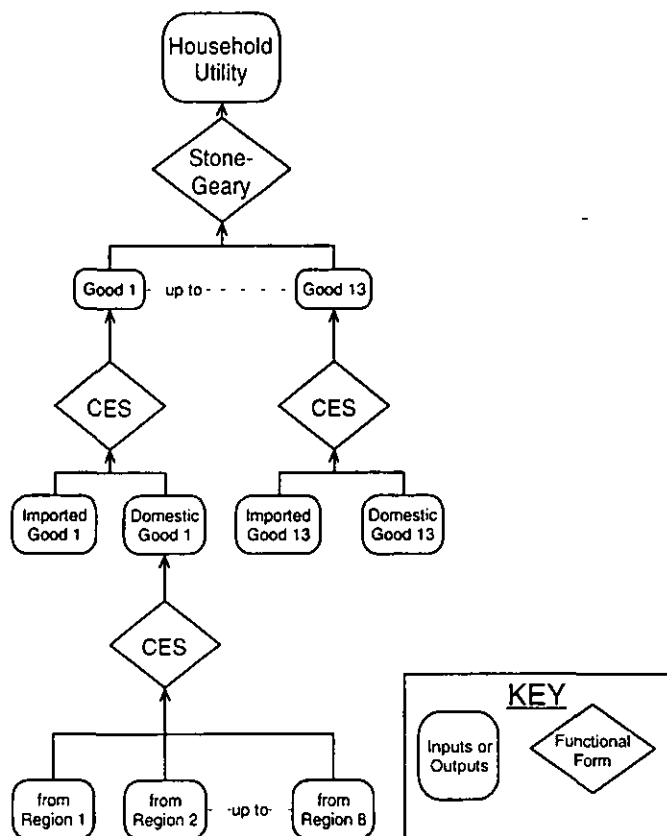 Household
Utility
Stone-
Geary
Good 1
up to
Good 13
CES
CES
Imported
Good 1
Domestic
Good 1
Imported
Good 13
Domestic
Good 13
CES
KEY
Inputs or
Outputs
Functional
Form
from
Region 1
from
Region 2
up to
from
Region 8